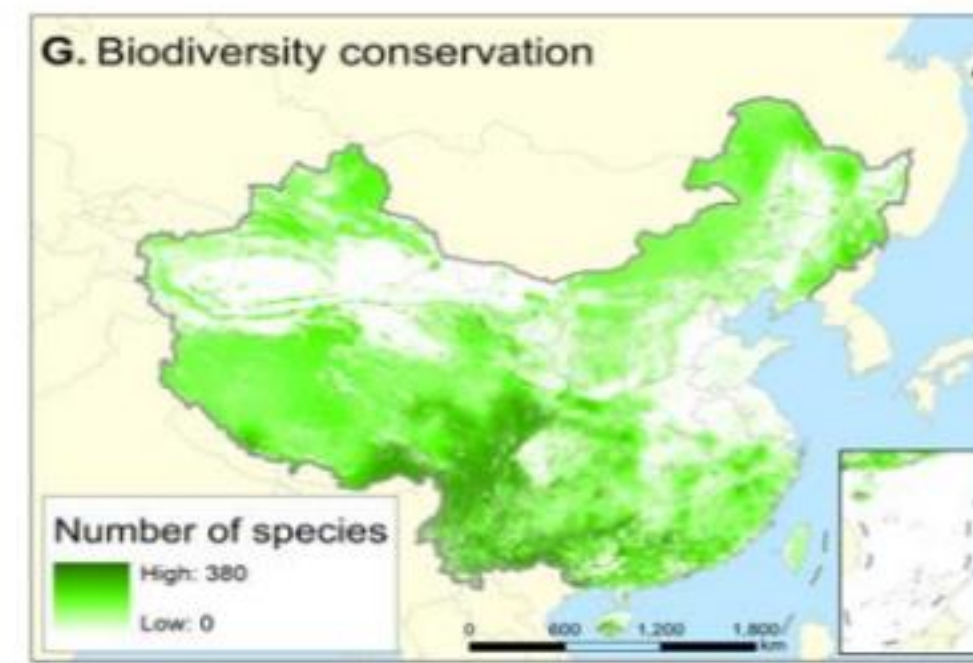 G. Biodiversity conservation
Number of species
High: 380
Low: 0
0 600 1,200 1,800
km